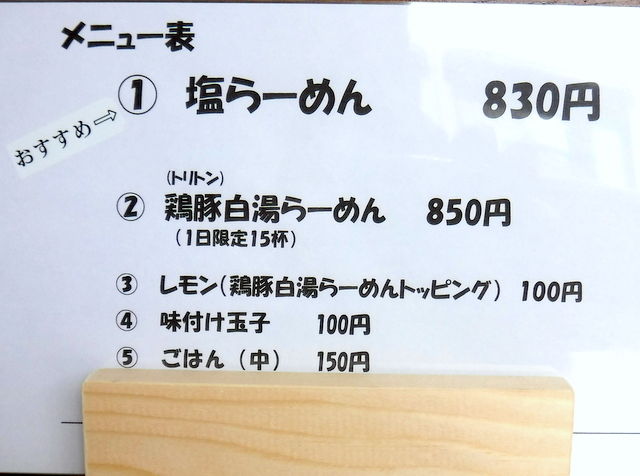 メニュー表
おすすめ⇒
① 塩らーめん 830円
(トリトン)
② 鶏豚白湯らーめん 850円
(1日限定15杯)
③ レモン(鶏豚白湯らーめんトッピング) 100円
④ 味付け玉子 100円
⑤ ごはん(中) 150円